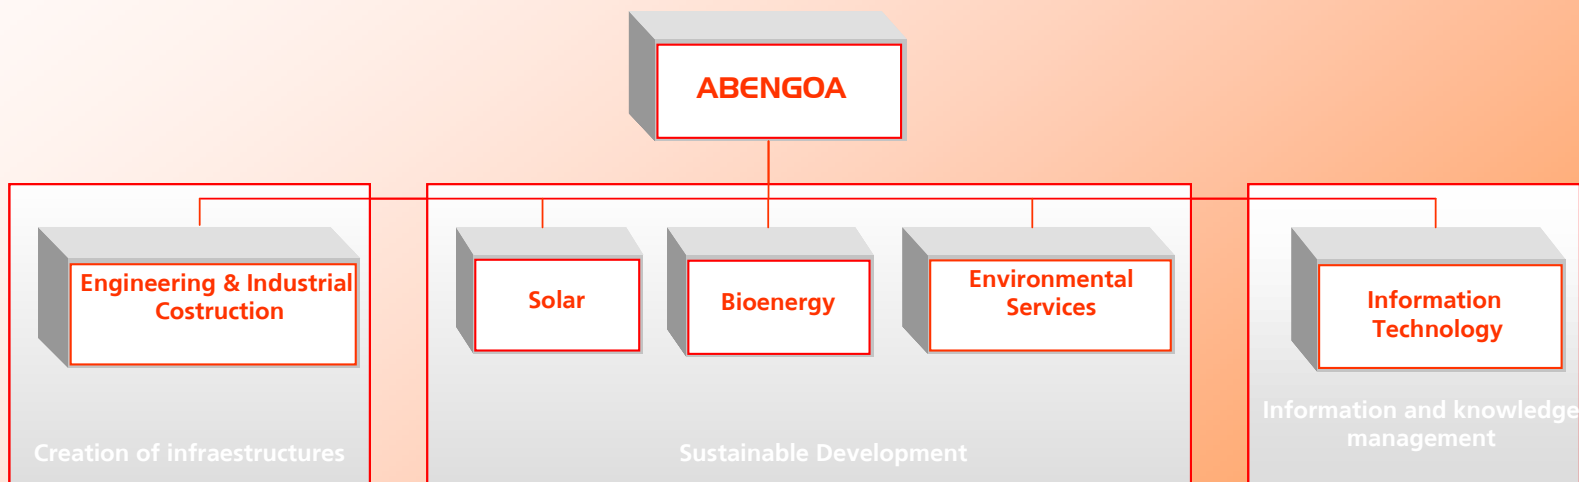 ABENGOA
Engineering & Industrial
Costruction
Solar
Bioenergy
Environmental
Services
Information
Technology
Creation of infraestructures
Sustainable Development
Information and knowledge
management